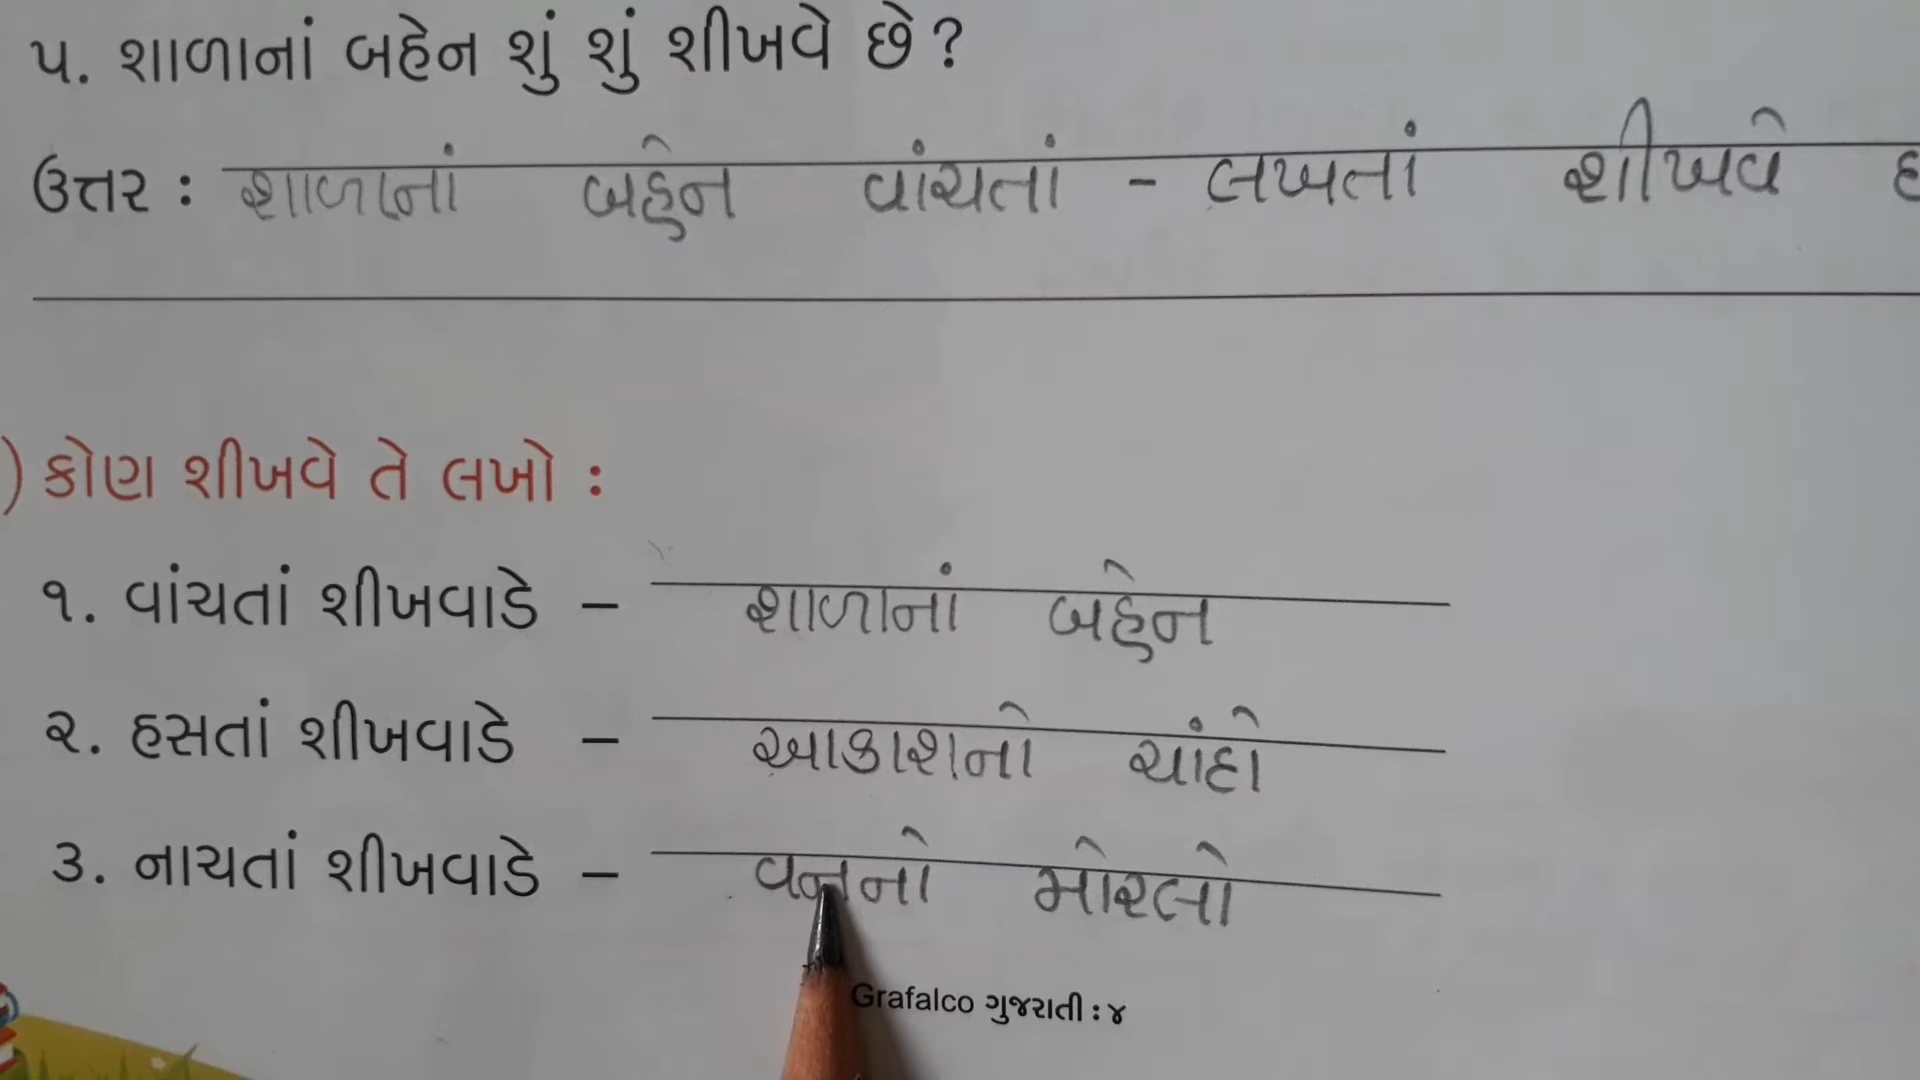 ૫. શાળાનાં બહેન શું શું શીખવે છે ?
ઉત્તર : શાળાનાં બહેન વાંચતાં - લખતાં શીખવે
) કોણ શીખવે તે લખો :
૧. વાંચતાં શીખવાડે – શાળાનાં બહેન
૨. હસતાં શીખવાડે – આકાશનો ચાંદો
૩. નાચતાં શીખવાડે – વનનો મોરલો
Grafalco ગુજરાતી : ૪